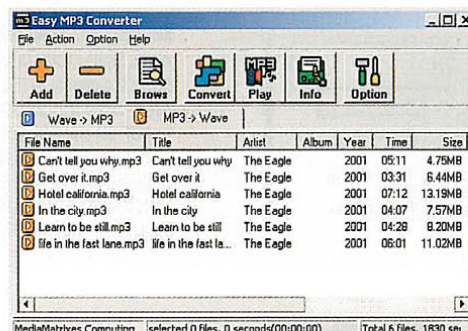 m3 Easy MP3 Converter
File Action Option Help
MP3
Add Delete Brows Convert Play Info Option
Wave -> MP3 MP3 -> Wave
File Name Title Artist Album Year Time Size
Can't tell you why.mp3 Can't tell you why The Eagle 2001 05:11 4.75MB
Get over it.mp3 Get over it The Eagle 2001 03:31 6.44MB
Hotel california.mp3 Hotel california The Eagle 2001 07:12 13.19MB
In the city.mp3 In the city The Eagle 2001 04:07 7.57MB
Learn to be still.mp3 Learn to be still The Eagle 2001 04:28 8.20MB
life in the fast lane.mp3 life in the fast la... The Eagle 2001 06:01 11.02MB
MediaMatrixes Computing selected 0 files, 0 seconds(00:00:00) Total 6 files, 1830 sec